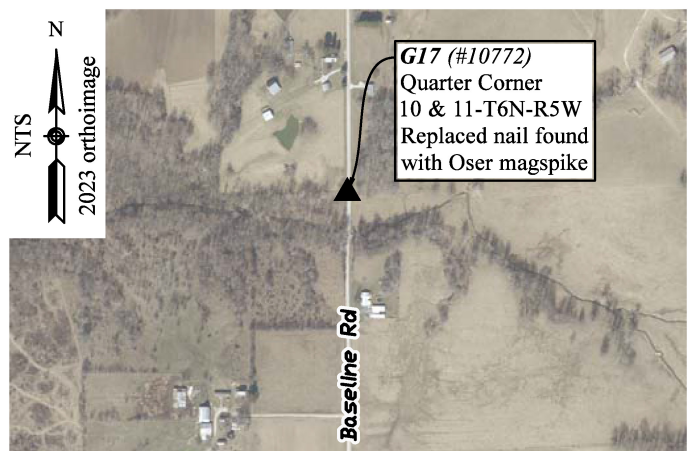 N
NTS
2023 orthoimage
G17 (#10772)
Quarter Corner
10 & 11-T6N-R5W
Replaced nail found
with Oser magspike
Baseline Rd